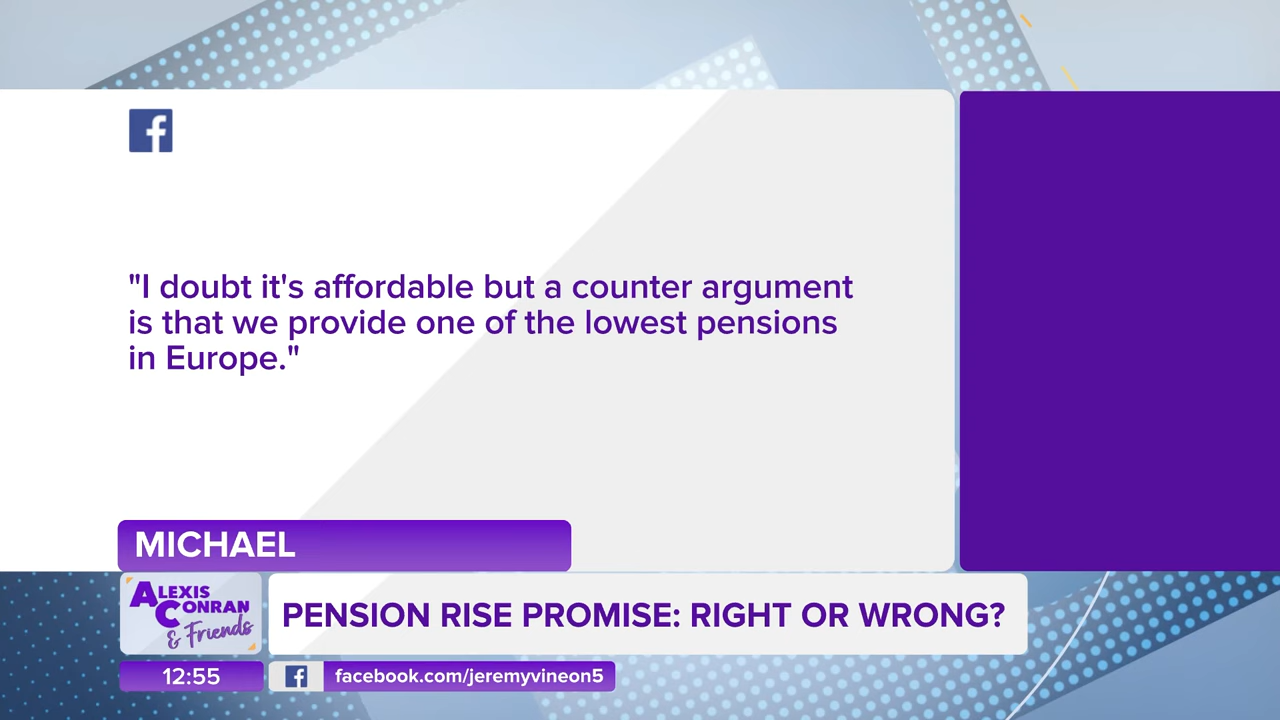 "I doubt it's affordable but a counter argument
is that we provide one of the lowest pensions
in Europe."
MICHAEL
ALEXIS
CONRAN
& Friends
PENSION RISE PROMISE: RIGHT OR WRONG?
12:55
facebook.com/jeremyvineon5